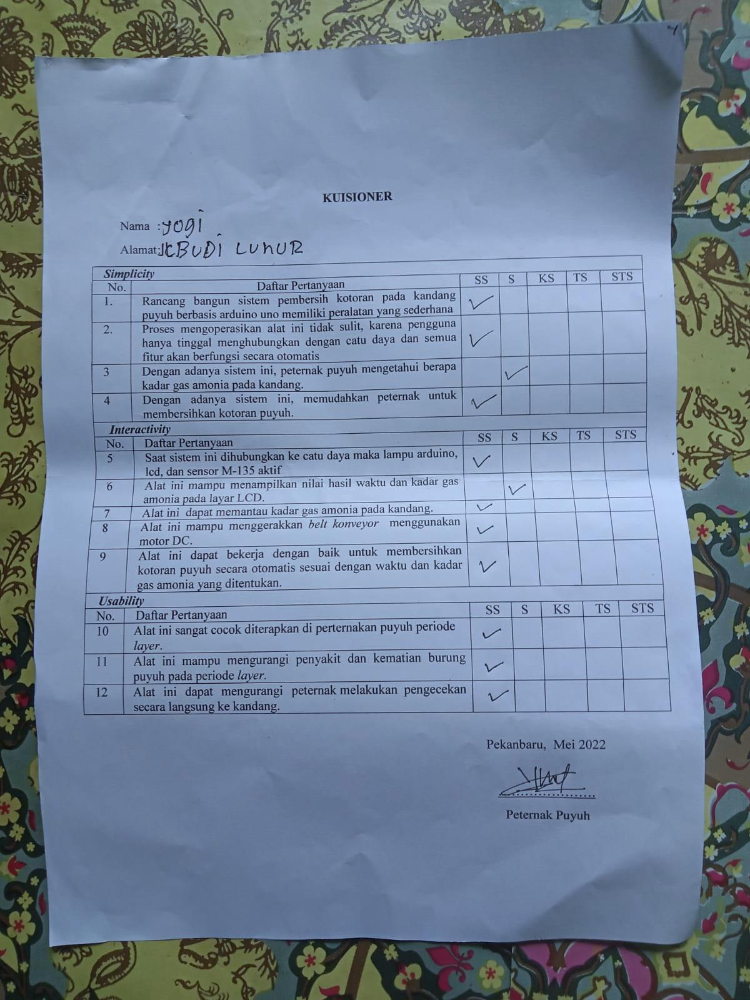 KUISIONER
Nama : yogi
Alamat: JL BUDI LUHUR
Simplicity
No. Daftar Pertanyaan SS S KS TS STS
1. Rancang bangun sistem pembersih kotoran pada kandang
puyuh berbasis arduino uno memiliki peralatan yang sederhana
2. Proses mengoperasikan alat ini tidak sulit, karena pengguna
hanya tinggal menghubungkan dengan catu daya dan semua
fitur akan berfungsi secara otomatis
3 Dengan adanya sistem ini, peternak puyuh mengetahui berapa
kadar gas amonia pada kandang.
4 Dengan adanya sistem ini, memudahkan peternak untuk
membersihkan kotoran puyuh.
Interactivity
No. Daftar Pertanyaan SS S KS TS STS
5 Saat sistem ini dihubungkan ke catu daya maka lampu arduino,
lcd, dan sensor M-135 aktif
6 Alat ini mampu menampilkan nilai hasil waktu dan kadar gas
amonia pada layar LCD.
7 Alat ini dapat memantau kadar gas amonia pada kandang.
8 Alat ini mampu menggerakkan belt konveyor menggunakan
motor DC.
9 Alat ini dapat bekerja dengan baik untuk membersihkan
kotoran puyuh secara otomatis sesuai dengan waktu dan kadar
gas amonia yang ditentukan.
Usability
No. Daftar Pertanyaan SS S KS TS STS
10 Alat ini sangat cocok diterapkan di perternakan puyuh periode
layer.
11 Alat ini mampu mengurangi penyakit dan kematian burung
puyuh pada periode layer.
12 Alat ini dapat mengurangi peternak melakukan pengecekan
secara langsung ke kandang.
Pekanbaru, Mei 2022
Peternak Puyuh